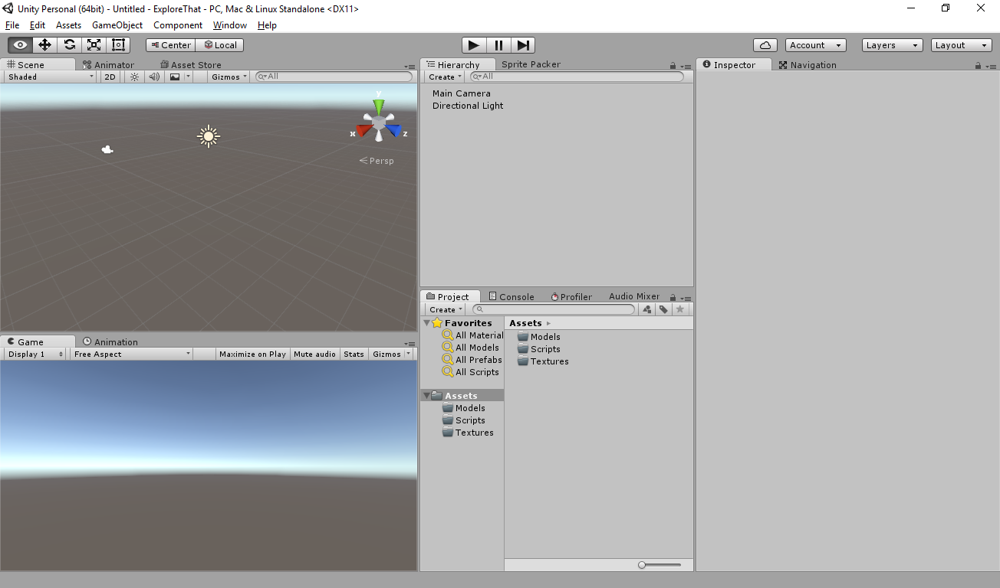 Unity Personal (64bit) - Untitled - ExploreThat - PC, Mac & Linux Standalone <DX11>
File Edit Assets GameObject Component Window Help
Center Local Account Layers Layout
Scene Animator Asset Store
Shaded 2D Gizmos All
y
x z
Persp
Hierarchy Sprite Packer
Create All
Main Camera
Directional Light
Inspector Navigation
Game Animation
Display 1 Free Aspect Maximize on Play Mute audio Stats Gizmos
Project Console Profiler Audio Mixer
Create
Favorites
All Material
All Models
All Prefabs
All Scripts
Assets
Models
Scripts
Textures
Assets
Models
Scripts
Textures